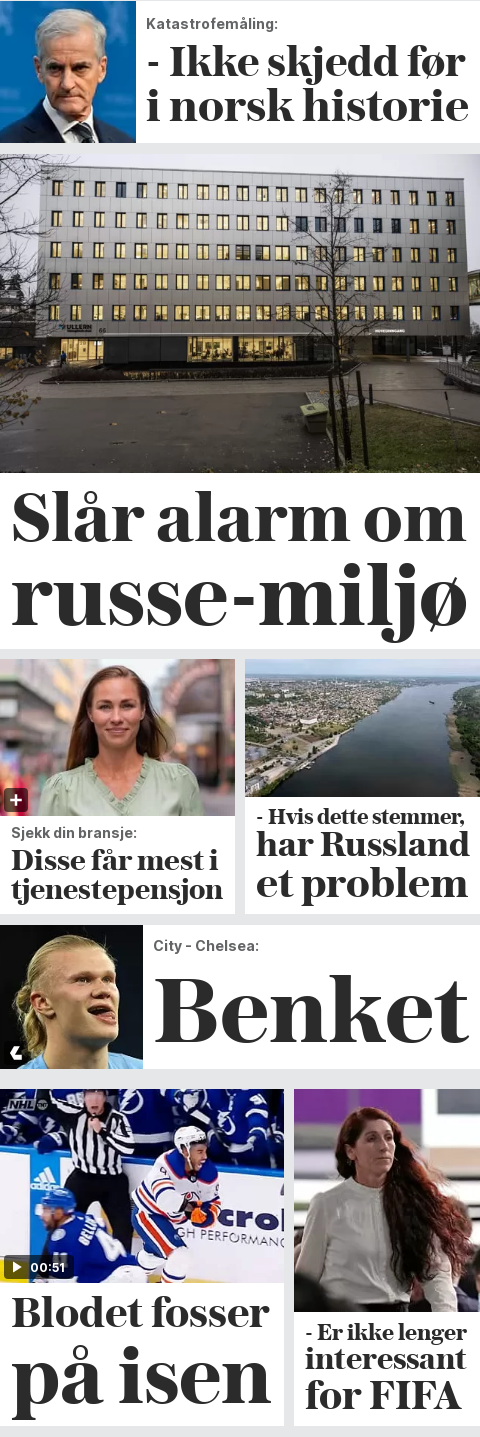 Katastrofemåling:
- Ikke skjedd før
i norsk historie
ULLERN
Slår alarm om
russe-miljø
Sjekk din bransje:
Disse får mest i
tjenestepensjon
- Hvis dette stemmer,
har Russland
et problem
City - Chelsea:
Benket
NHL
adidas
00:51
Blodet fosser
på isen
- Er ikke lenger
interessant
for FIFA